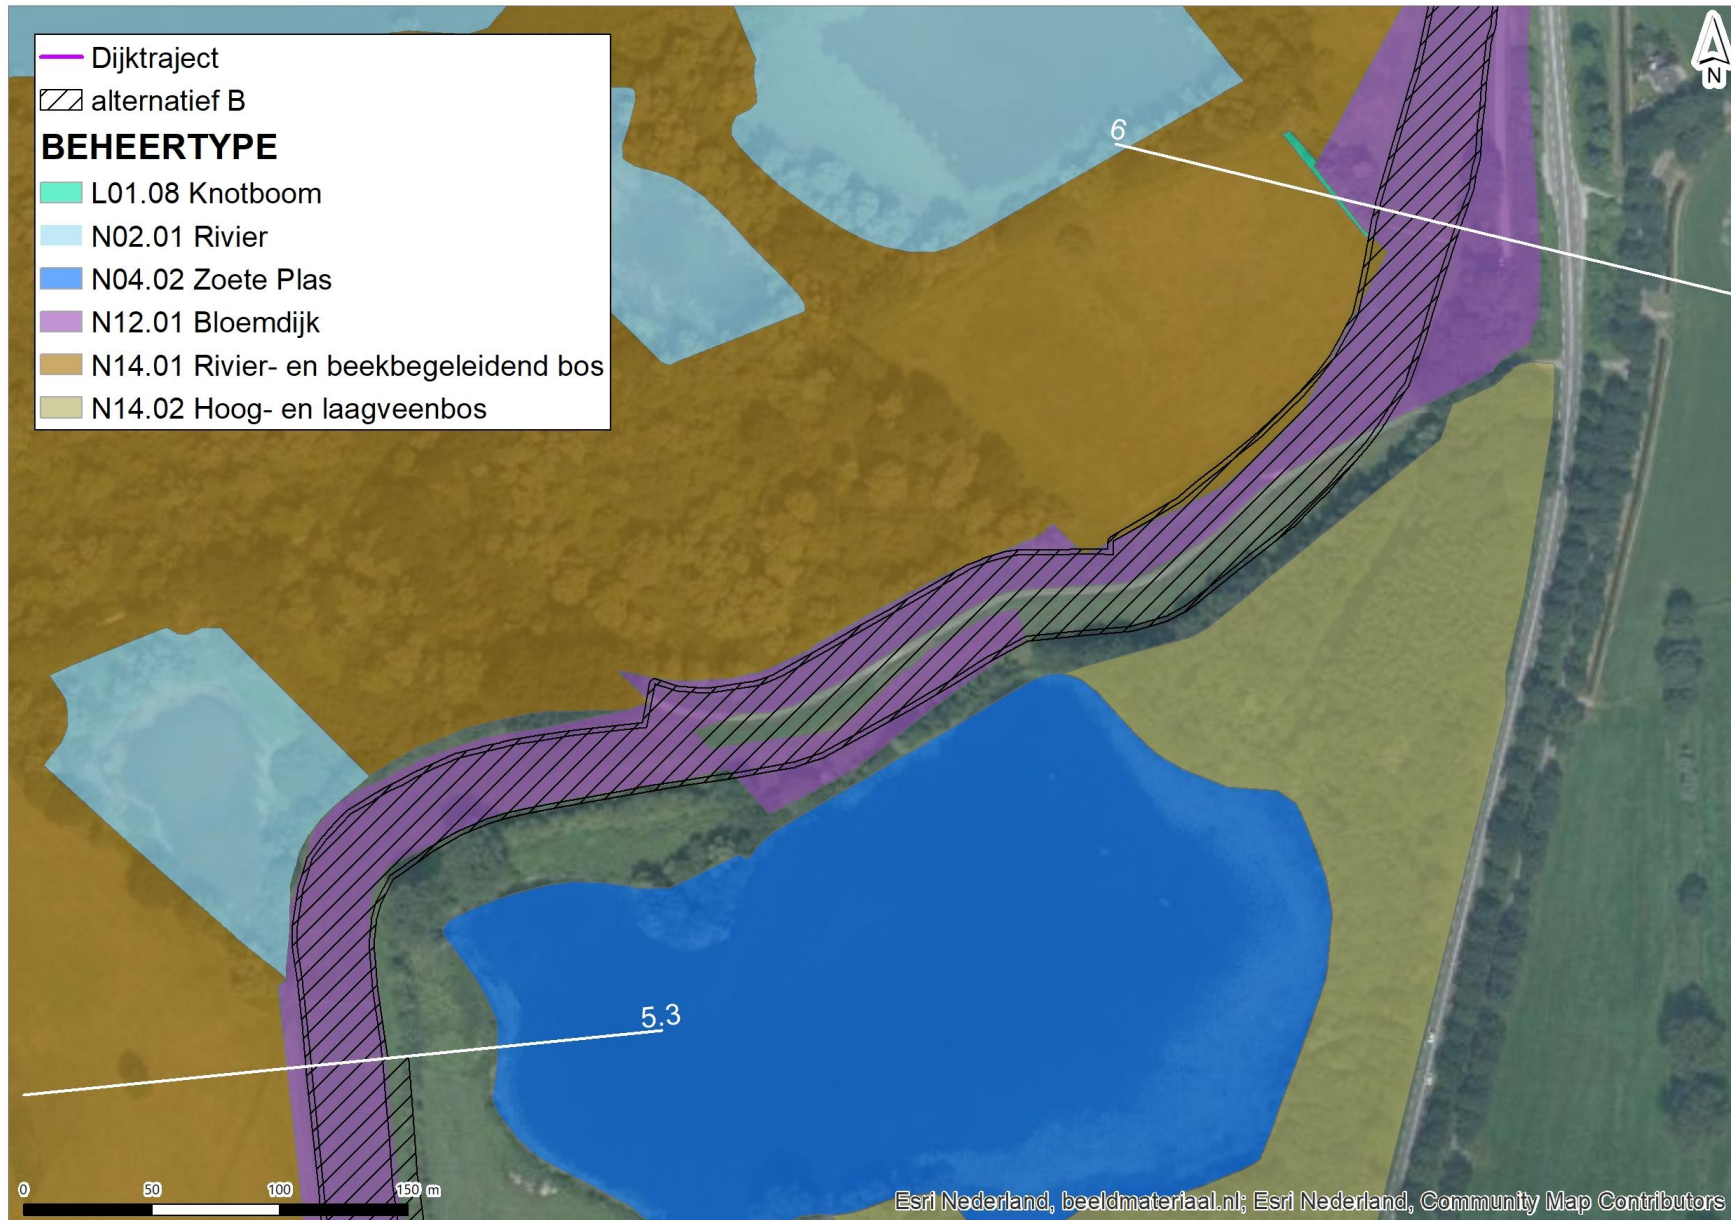 Dijktraject
alternatief B
BEHEERTYPE
L01.08 Knotboom
N02.01 Rivier
N04.02 Zoete Plas
N12.01 Bloemdijk
N14.01 Rivier- en beekbegeleidend bos
N14.02 Hoog- en laagveenbos
N
6
5.3
0 50 100 150 m
Esri Nederland, beeldmateriaal.nl; Esri Nederland, Community Map Contributors